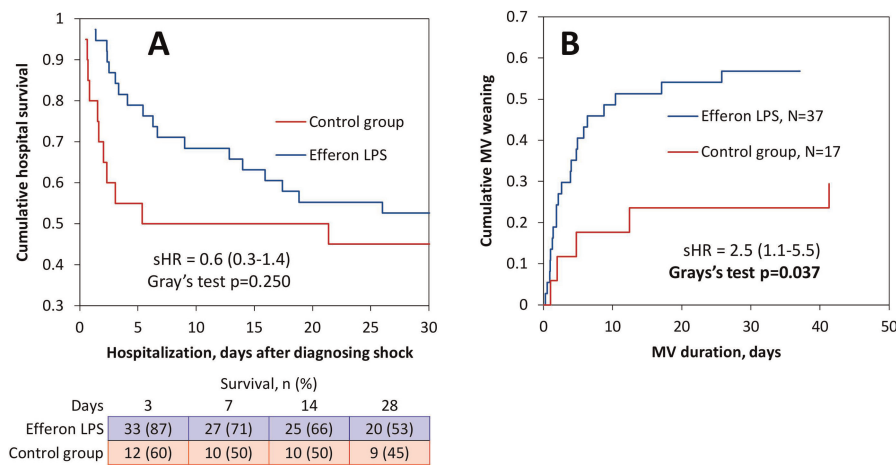 A
1
0.9
0.8
0.7
0.6
0.5
0.4
0.3
Cumulative hospital survival
Control group
Efferon LPS
sHR = 0.6 (0.3-1.4)
Gray's test p=0.250
0 5 10 15 20 25 30
Hospitalization, days after diagnosing shock
Survival, n (%)
Days 3 7 14 28
Efferon LPS 33 (87) 27 (71) 25 (66) 20 (53)
Control group 12 (60) 10 (50) 10 (50) 9 (45)
B
0.7
0.6
0.5
0.4
0.3
0.2
0.1
0
Cumulative MV weaning
Efferon LPS, N=37
Control group, N=17
sHR = 2.5 (1.1-5.5)
Grays's test p=0.037
0 10 20 30 40 50
MV duration, days